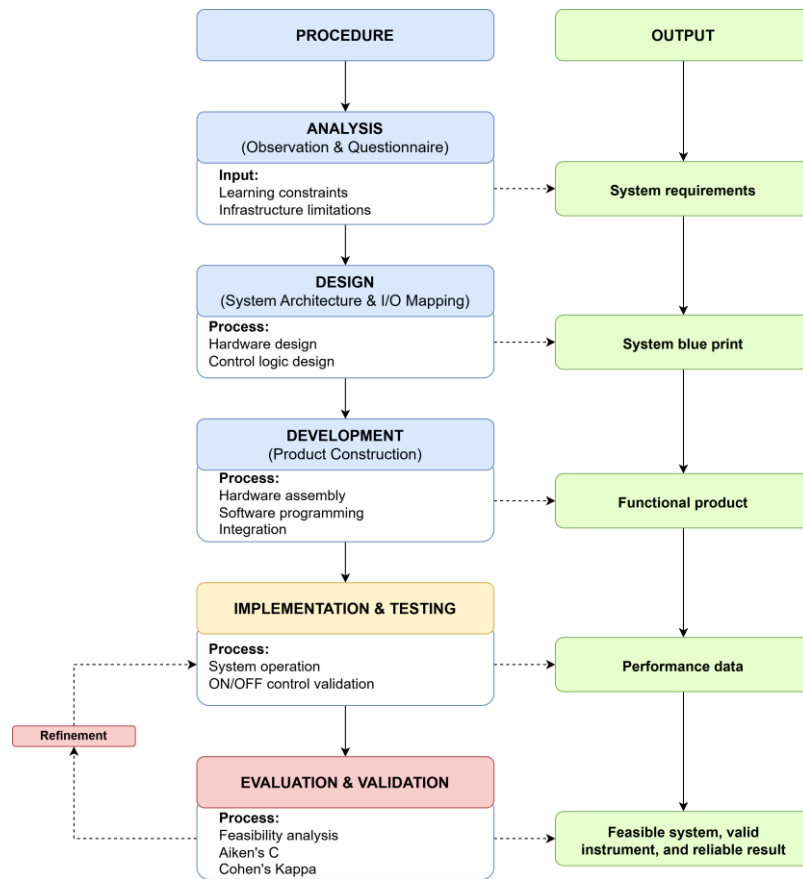 PROCEDURE
OUTPUT
ANALYSIS
(Observation & Questionnaire)
Input:
Learning constraints
Infrastructure limitations
System requirements
DESIGN
(System Architecture & I/O Mapping)
Process:
Hardware design
Control logic design
System blue print
DEVELOPMENT
(Product Construction)
Process:
Hardware assembly
Software programming
Integration
Functional product
IMPLEMENTATION & TESTING
Process:
System operation
ON/OFF control validation
Performance data
Refinement
EVALUATION & VALIDATION
Process:
Feasibility analysis
Aiken's C
Cohen's Kappa
Feasible system, valid
instrument, and reliable result